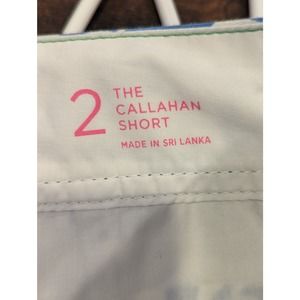 2
THE
CALLAHAN
SHORT
MADE IN SRI LANKA